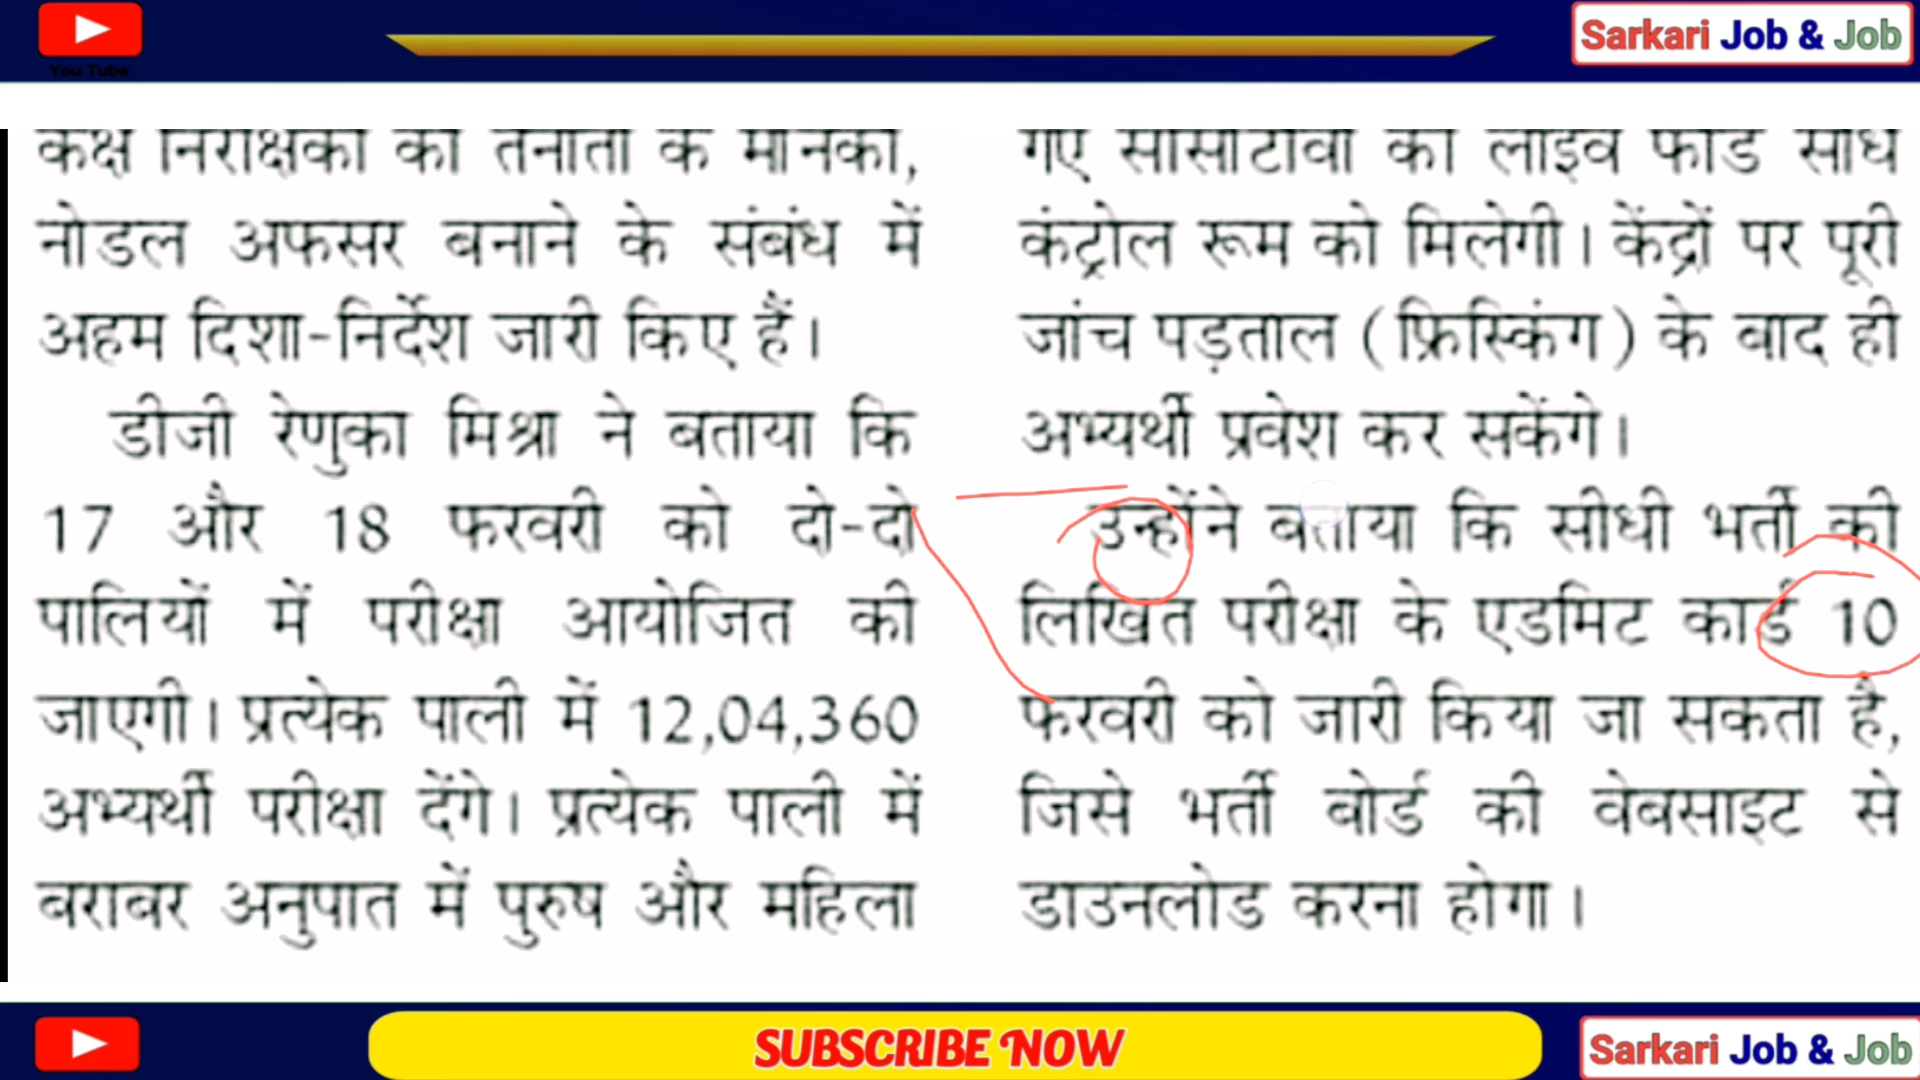 You Tube
Sarkari Job & Job
कक्ष निरीक्षकों की तैनाती के मानकों,
नोडल अफसर बनाने के संबंध में
अहम दिशा-निर्देश जारी किए हैं।
डीजी रेणुका मिश्रा ने बताया कि
17 और 18 फरवरी को दो-दो
पालियों में परीक्षा आयोजित की
जाएगी। प्रत्येक पाली में 12,04,360
अभ्यर्थी परीक्षा देंगे। प्रत्येक पाली में
बराबर अनुपात में पुरुष और महिला
गए सीसीटीवी की लाइव फीड सीधे
कंट्रोल रूम को मिलेगी। केंद्रों पर पूरी
जांच पड़ताल (फ्रिस्किंग) के बाद ही
अभ्यर्थी प्रवेश कर सकेंगे।
उन्होंने बताया कि सीधी भर्ती की
लिखित परीक्षा के एडमिट कार्ड 10
फरवरी को जारी किया जा सकता है,
जिसे भर्ती बोर्ड की वेबसाइट से
डाउनलोड करना होगा।
SUBSCRIBE NOW
Sarkari Job & Job